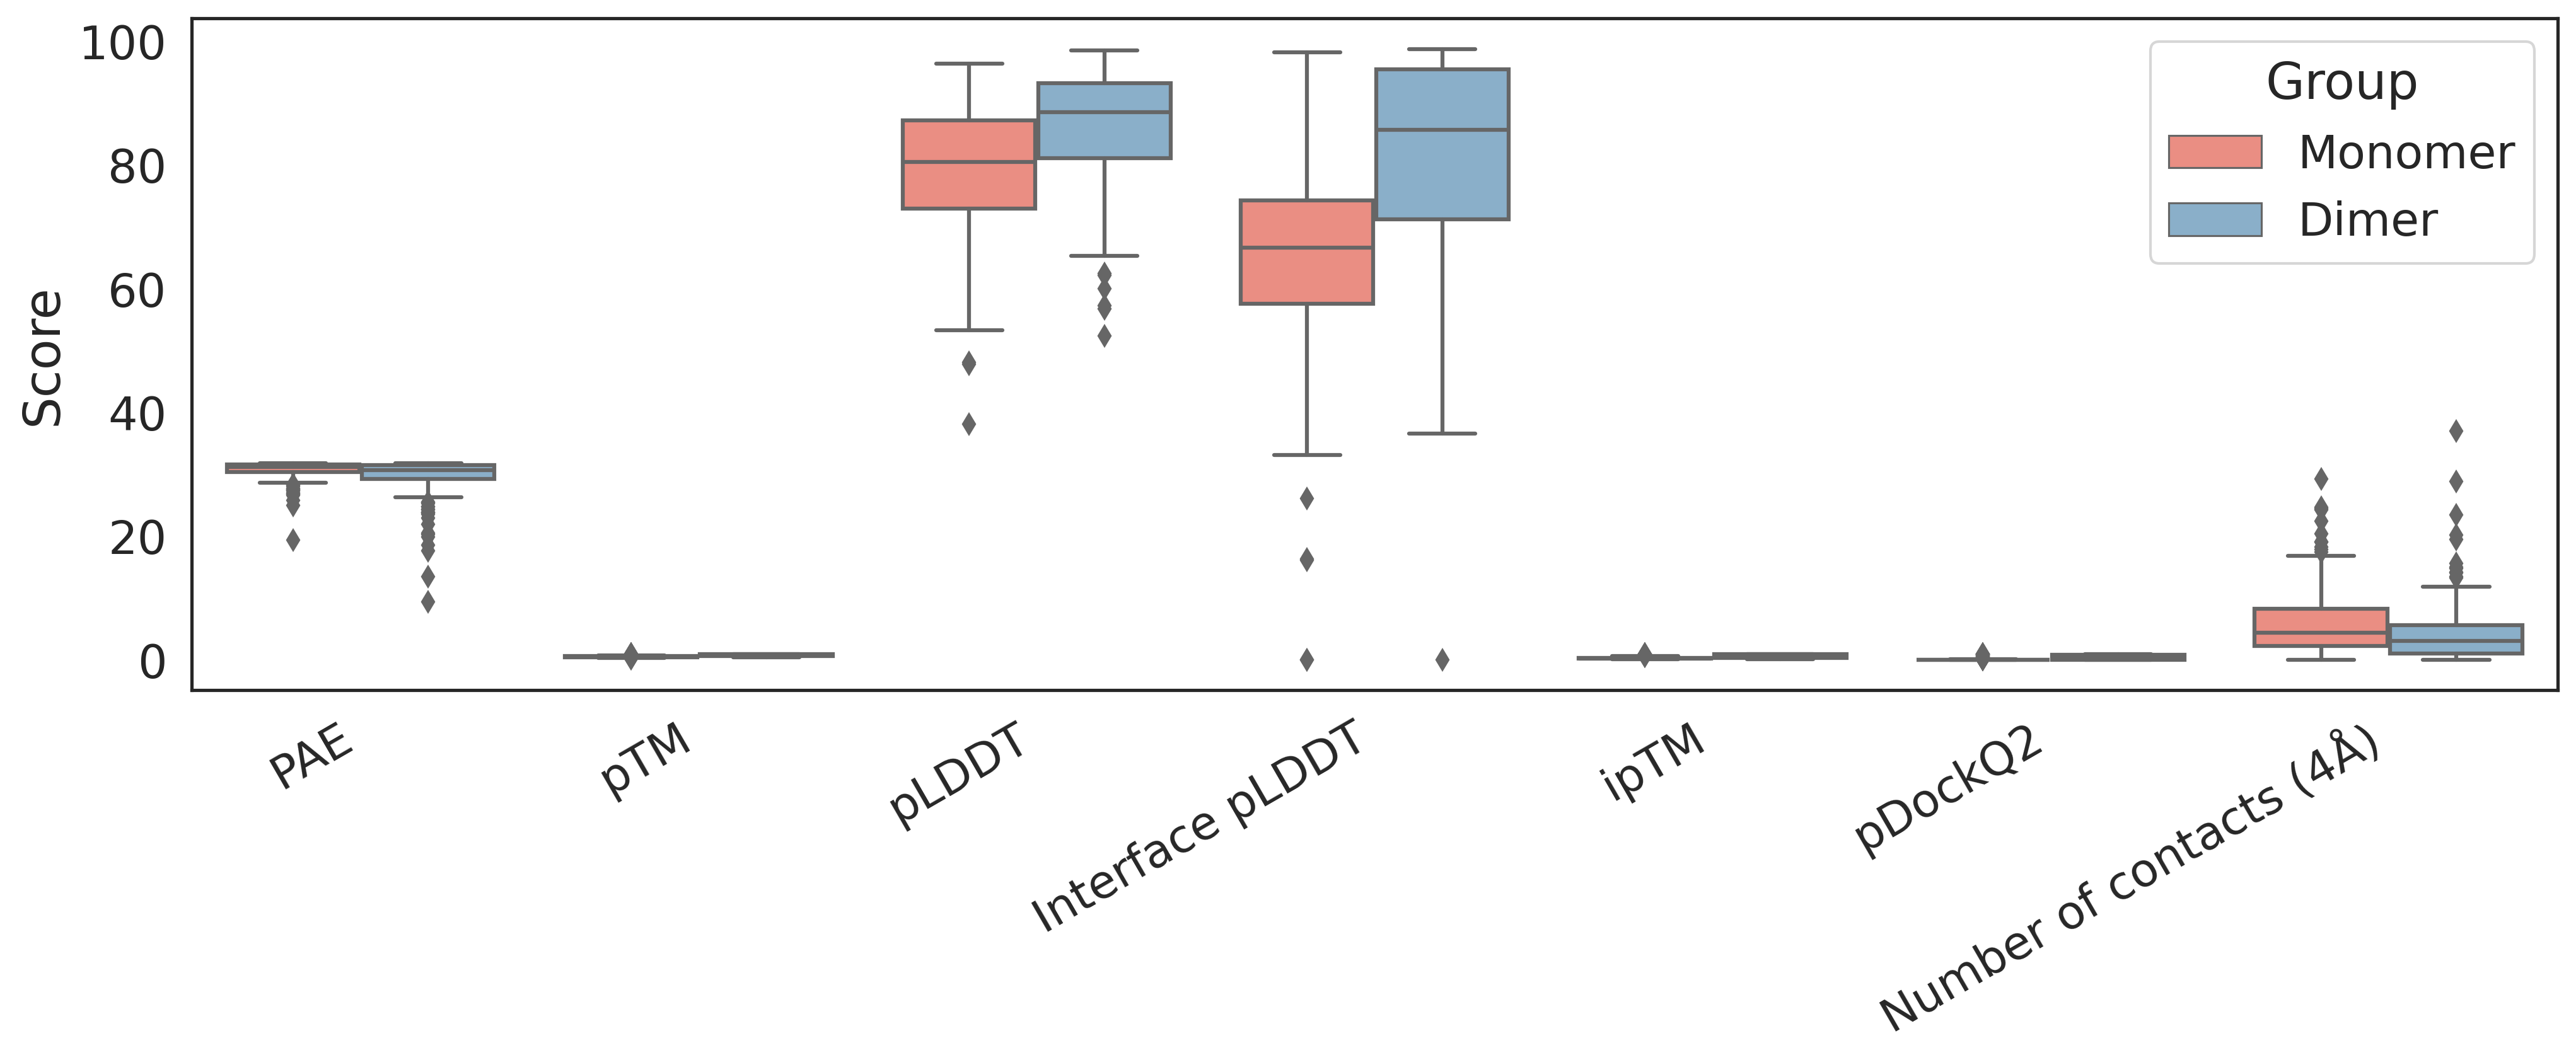 Score
100
80
60
40
20
0
Group
Monomer
Dimer
PAE
pTM
pLDDT
Interface pLDDT
ipTM
pDockQ2
Number of contacts (4Å)